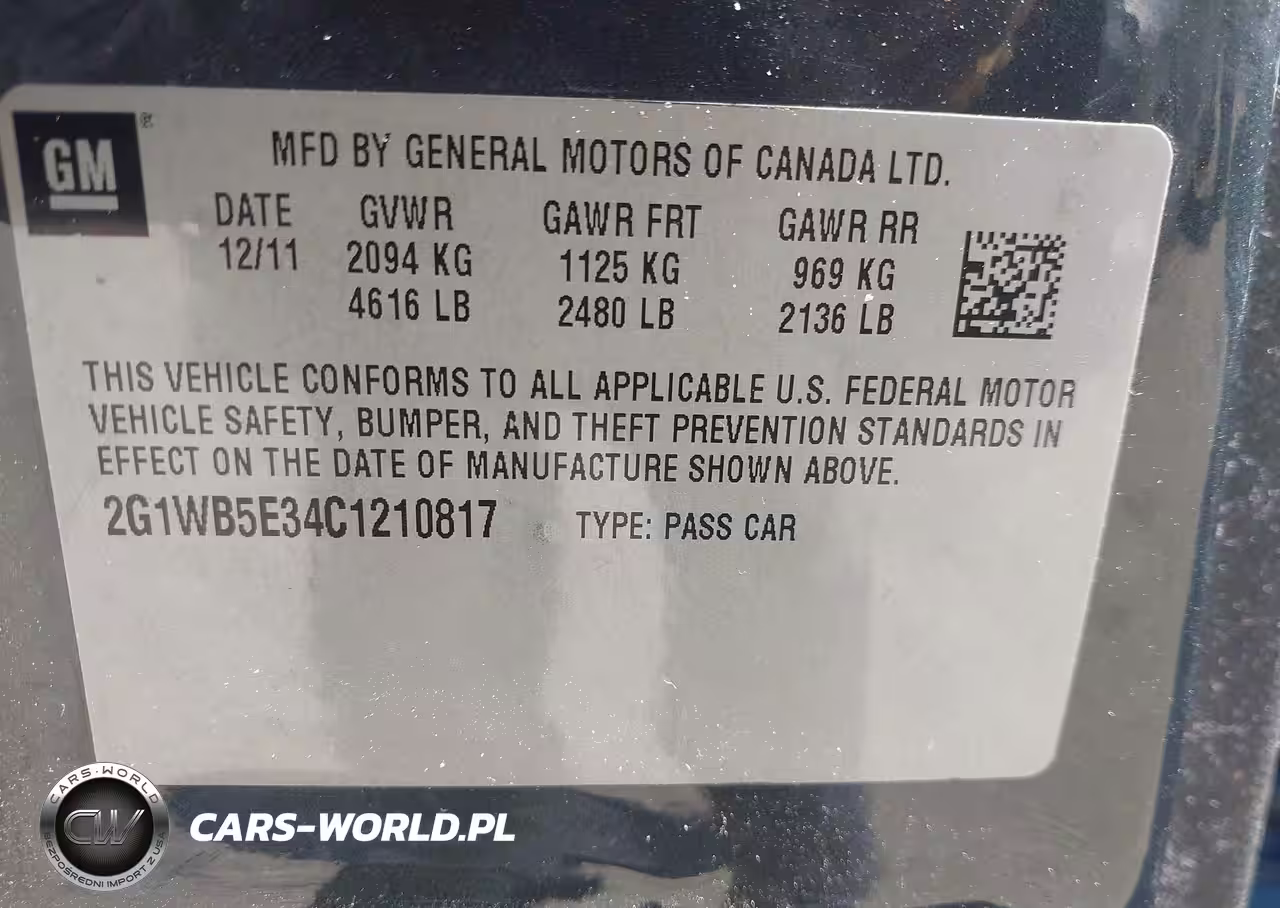 GM ®
MFD BY GENERAL MOTORS OF CANADA LTD.
DATE GVWR GAWR FRT GAWR RR
12/11 2094 KG 1125 KG 969 KG
4616 LB 2480 LB 2136 LB
THIS VEHICLE CONFORMS TO ALL APPLICABLE U.S. FEDERAL MOTOR
VEHICLE SAFETY, BUMPER, AND THEFT PREVENTION STANDARDS IN
EFFECT ON THE DATE OF MANUFACTURE SHOWN ABOVE.
2G1WB5E34C1210817 TYPE: PASS CAR
CARS-WORLD
CW
BEZPOŚREDNI IMPORT Z USA
CARS-WORLD.PL